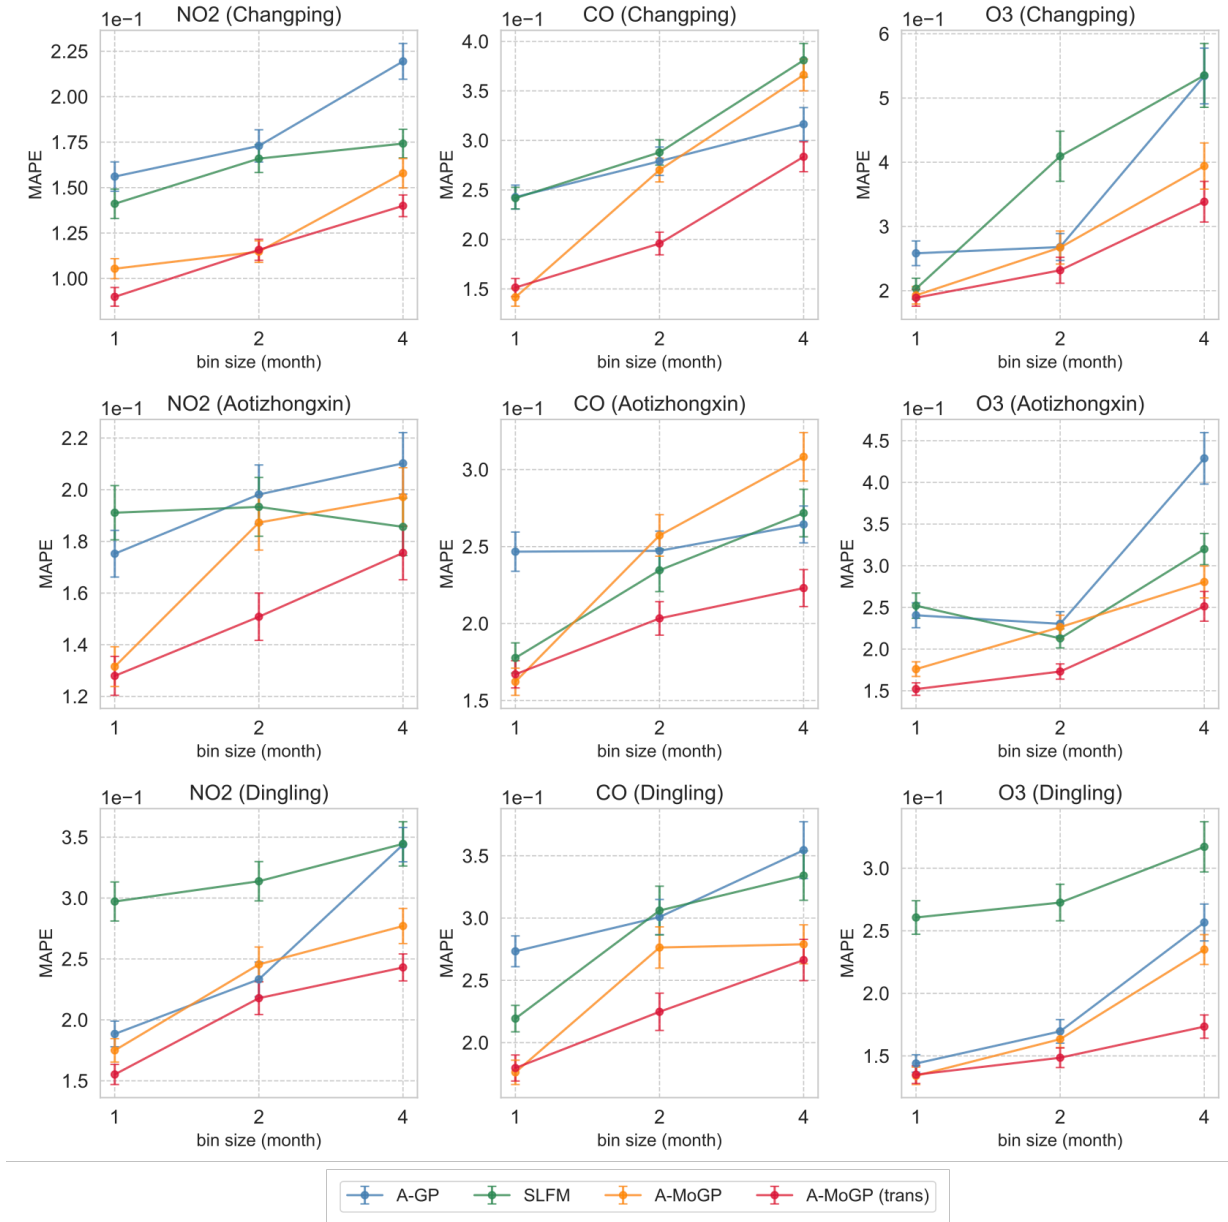 NO2 (Changping)
1e−1
MAPE
2.25
2.00
1.75
1.50
1.25
1.00
1 2 4
bin size (month)
CO (Changping)
1e−1
MAPE
4.0
3.5
3.0
2.5
2.0
1.5
1 2 4
bin size (month)
O3 (Changping)
1e−1
MAPE
6
5
4
3
2
1 2 4
bin size (month)
NO2 (Aotizhongxin)
1e−1
MAPE
2.2
2.0
1.8
1.6
1.4
1.2
1 2 4
bin size (month)
CO (Aotizhongxin)
1e−1
MAPE
3.0
2.5
2.0
1.5
1 2 4
bin size (month)
O3 (Aotizhongxin)
1e−1
MAPE
4.5
4.0
3.5
3.0
2.5
2.0
1.5
1 2 4
bin size (month)
NO2 (Dingling)
1e−1
MAPE
3.5
3.0
2.5
2.0
1.5
1 2 4
bin size (month)
CO (Dingling)
1e−1
MAPE
3.5
3.0
2.5
2.0
1 2 4
bin size (month)
O3 (Dingling)
1e−1
MAPE
3.0
2.5
2.0
1.5
1 2 4
bin size (month)
A-GP SLFM A-MoGP A-MoGP (trans)